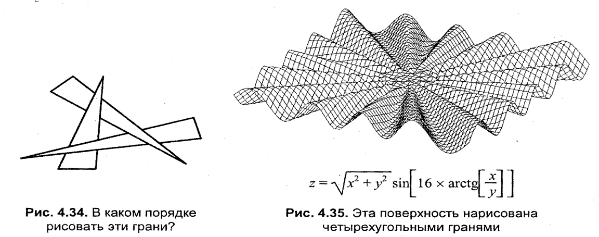 z = √(x² + y²) sin[ 16 × arctg[ x/y ] ]
Рис. 4.34. В каком порядке
рисовать эти грани?
Рис. 4.35. Эта поверхность нарисована
четырехугольными гранями